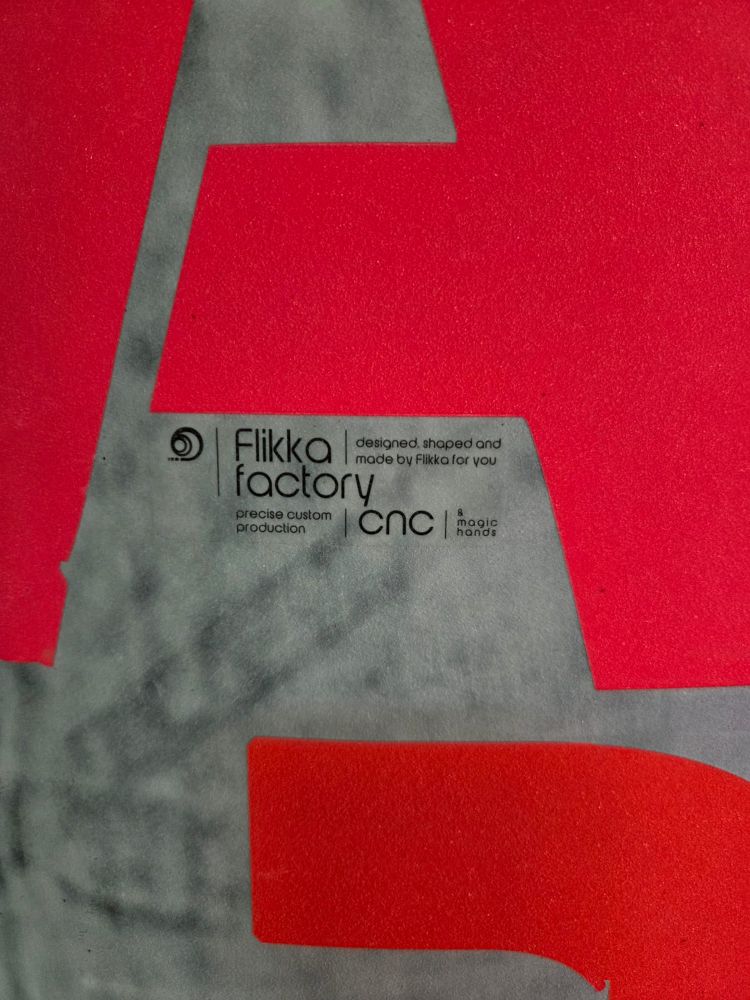 Flikka
factory
designed, shaped and
made by Flikka for you
precise custom
production
cnc
&
magic
hands